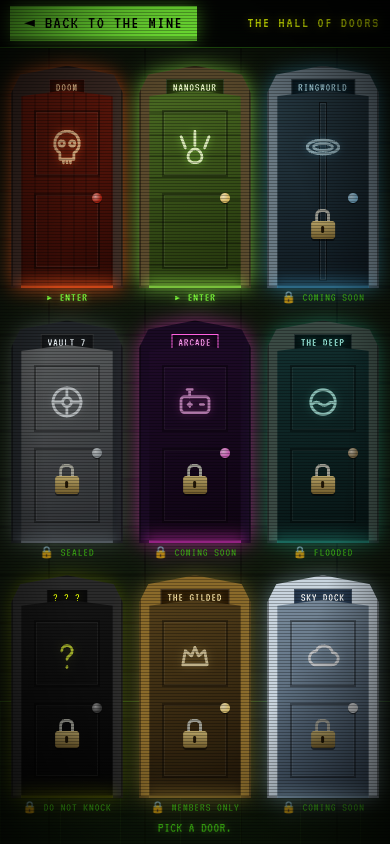 ◄ BACK TO THE MINE
THE HALL OF DOORS
DOOM
NANOSAUR
RINGWORLD
► ENTER
► ENTER
COMING SOON
VAULT 7
ARCADE
THE DEEP
SEALED
COMING SOON
FLOODED
? ? ?
THE GILDED
SKY DOCK
?
DO NOT KNOCK
MEMBERS ONLY
COMING SOON
PICK A DOOR.